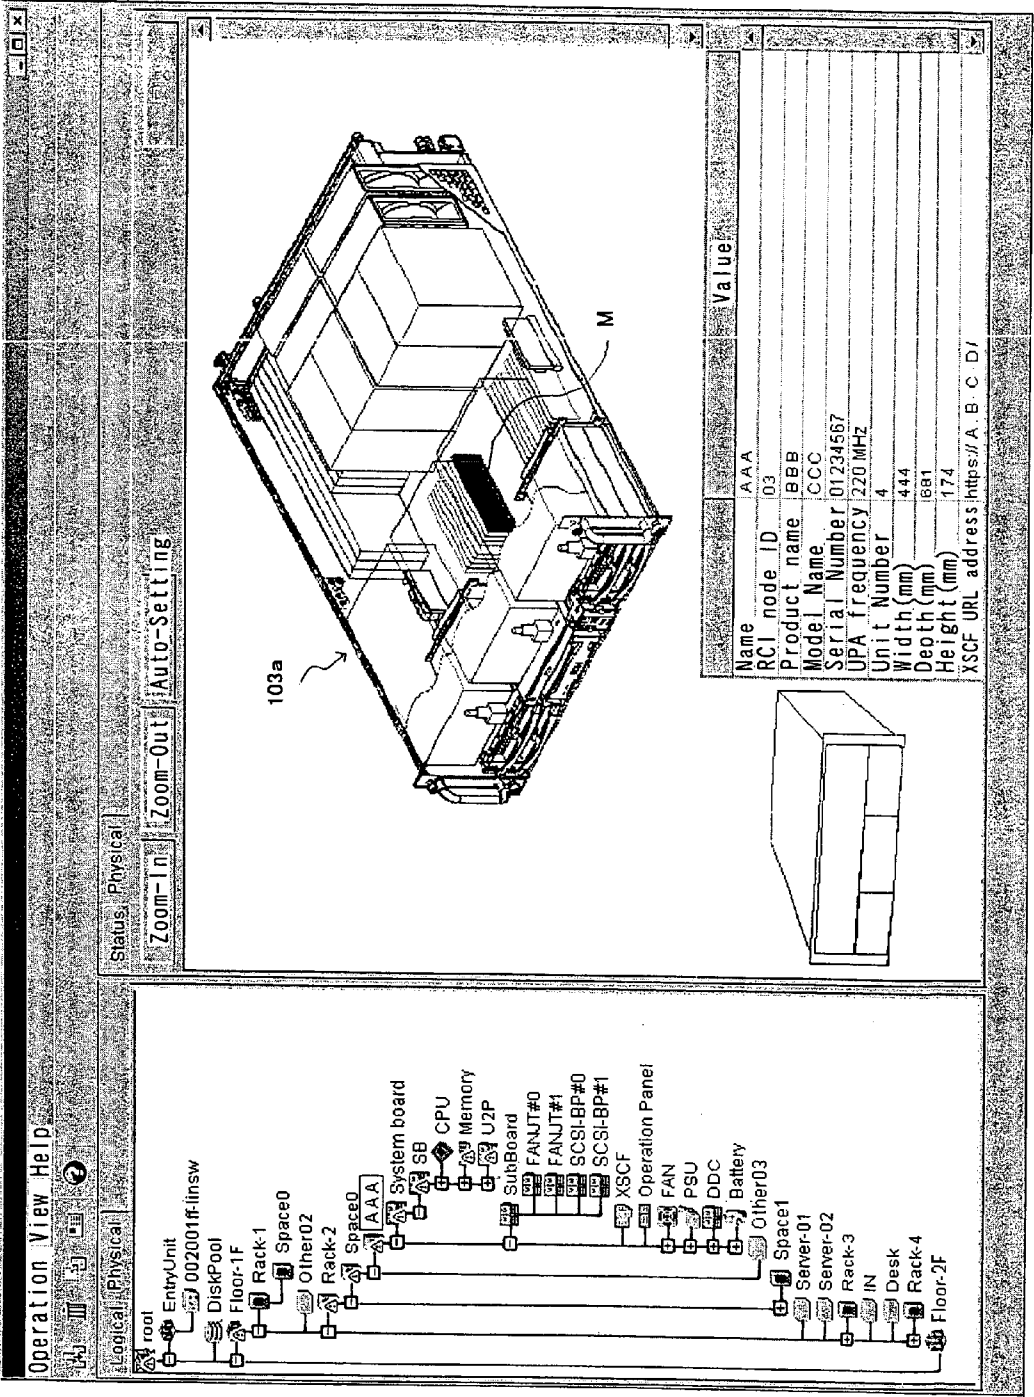 Operation View Help
Logical Physical
root
EntryUnit
002001ff-linsw
DiskPool
Floor-1F
Rack-1
Space0
Other02
Rack-2
Space0
AAA
System board
SB
CPU
Memory
U2P
SubBoard
FANJT#0
FANJT#1
SCSI-BP#0
SCSI-BP#1
XSCF
Operation Panel
FAN
PSU
DDC
Battery
Other03
Space1
Server-01
Server-02
Rack-3
IN
Desk
Rack-4
Floor-2F
Status Physical
Zoom-In Zoom-Out Auto-Setting
103a
M
Value
Name AAA
RCI node ID 03
Product name BBB
Model Name CCC
Serial Number 01234567
UPA frequency 220 MHz
Unit Number 4
Width(mm) 444
Depth(mm) 681
Height(mm) 174
XSCF URL address https://A.B.C.D/